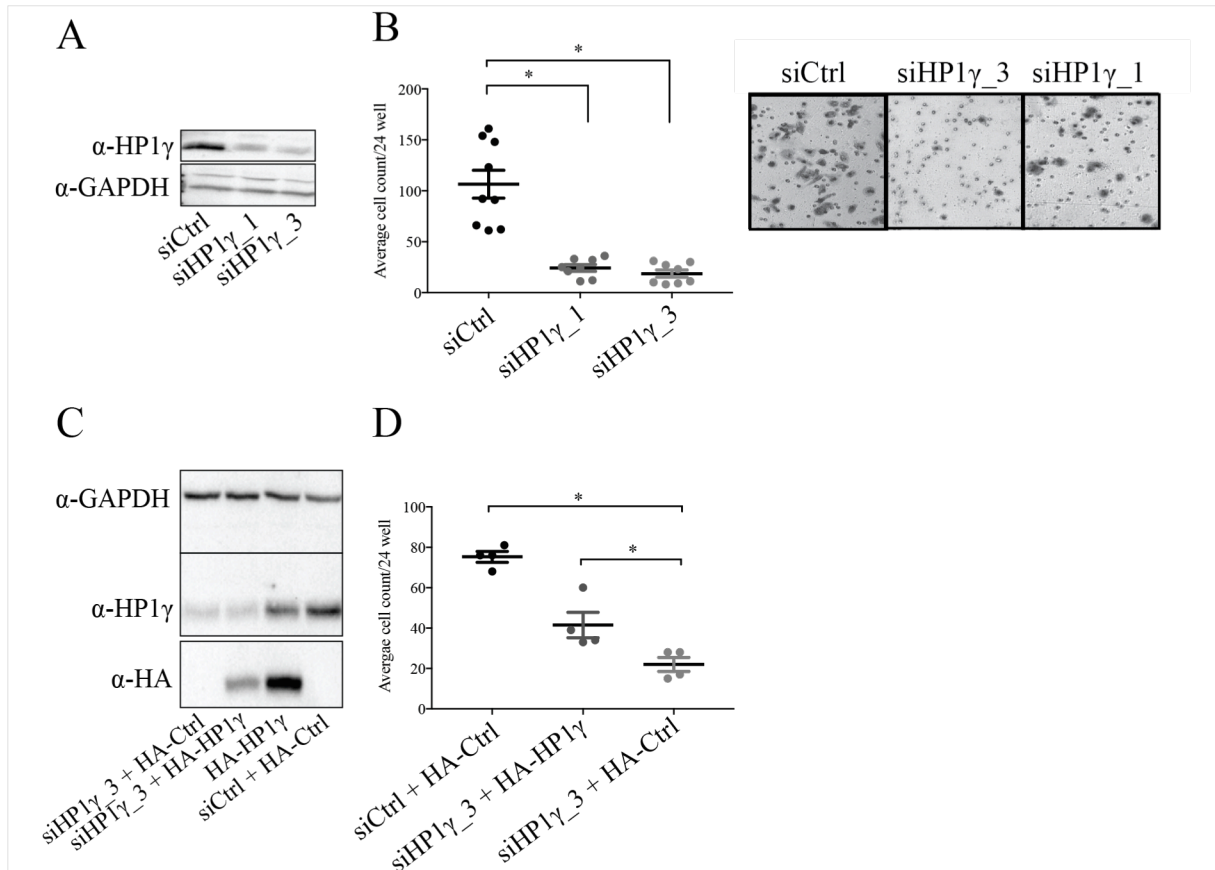 A
α-HP1γ
α-GAPDH
siCtrl
siHP1γ_1
siHP1γ_3
B
*
*
200
150
100
50
0
Average cell count/24 well
siCtrl
siHP1γ_1
siHP1γ_3
siCtrl siHP1γ_3 siHP1γ_1
C
α-GAPDH
α-HP1γ
α-HA
siHP1γ_3 + HA-Ctrl
siHP1γ_3 + HA-HP1γ
HA-HP1γ
siCtrl + HA-Ctrl
D
*
*
100
80
60
40
20
0
Avergae cell count/24 well
siCtrl + HA-Ctrl
siHP1γ_3 + HA-HP1γ
siHP1γ_3 + HA-Ctrl